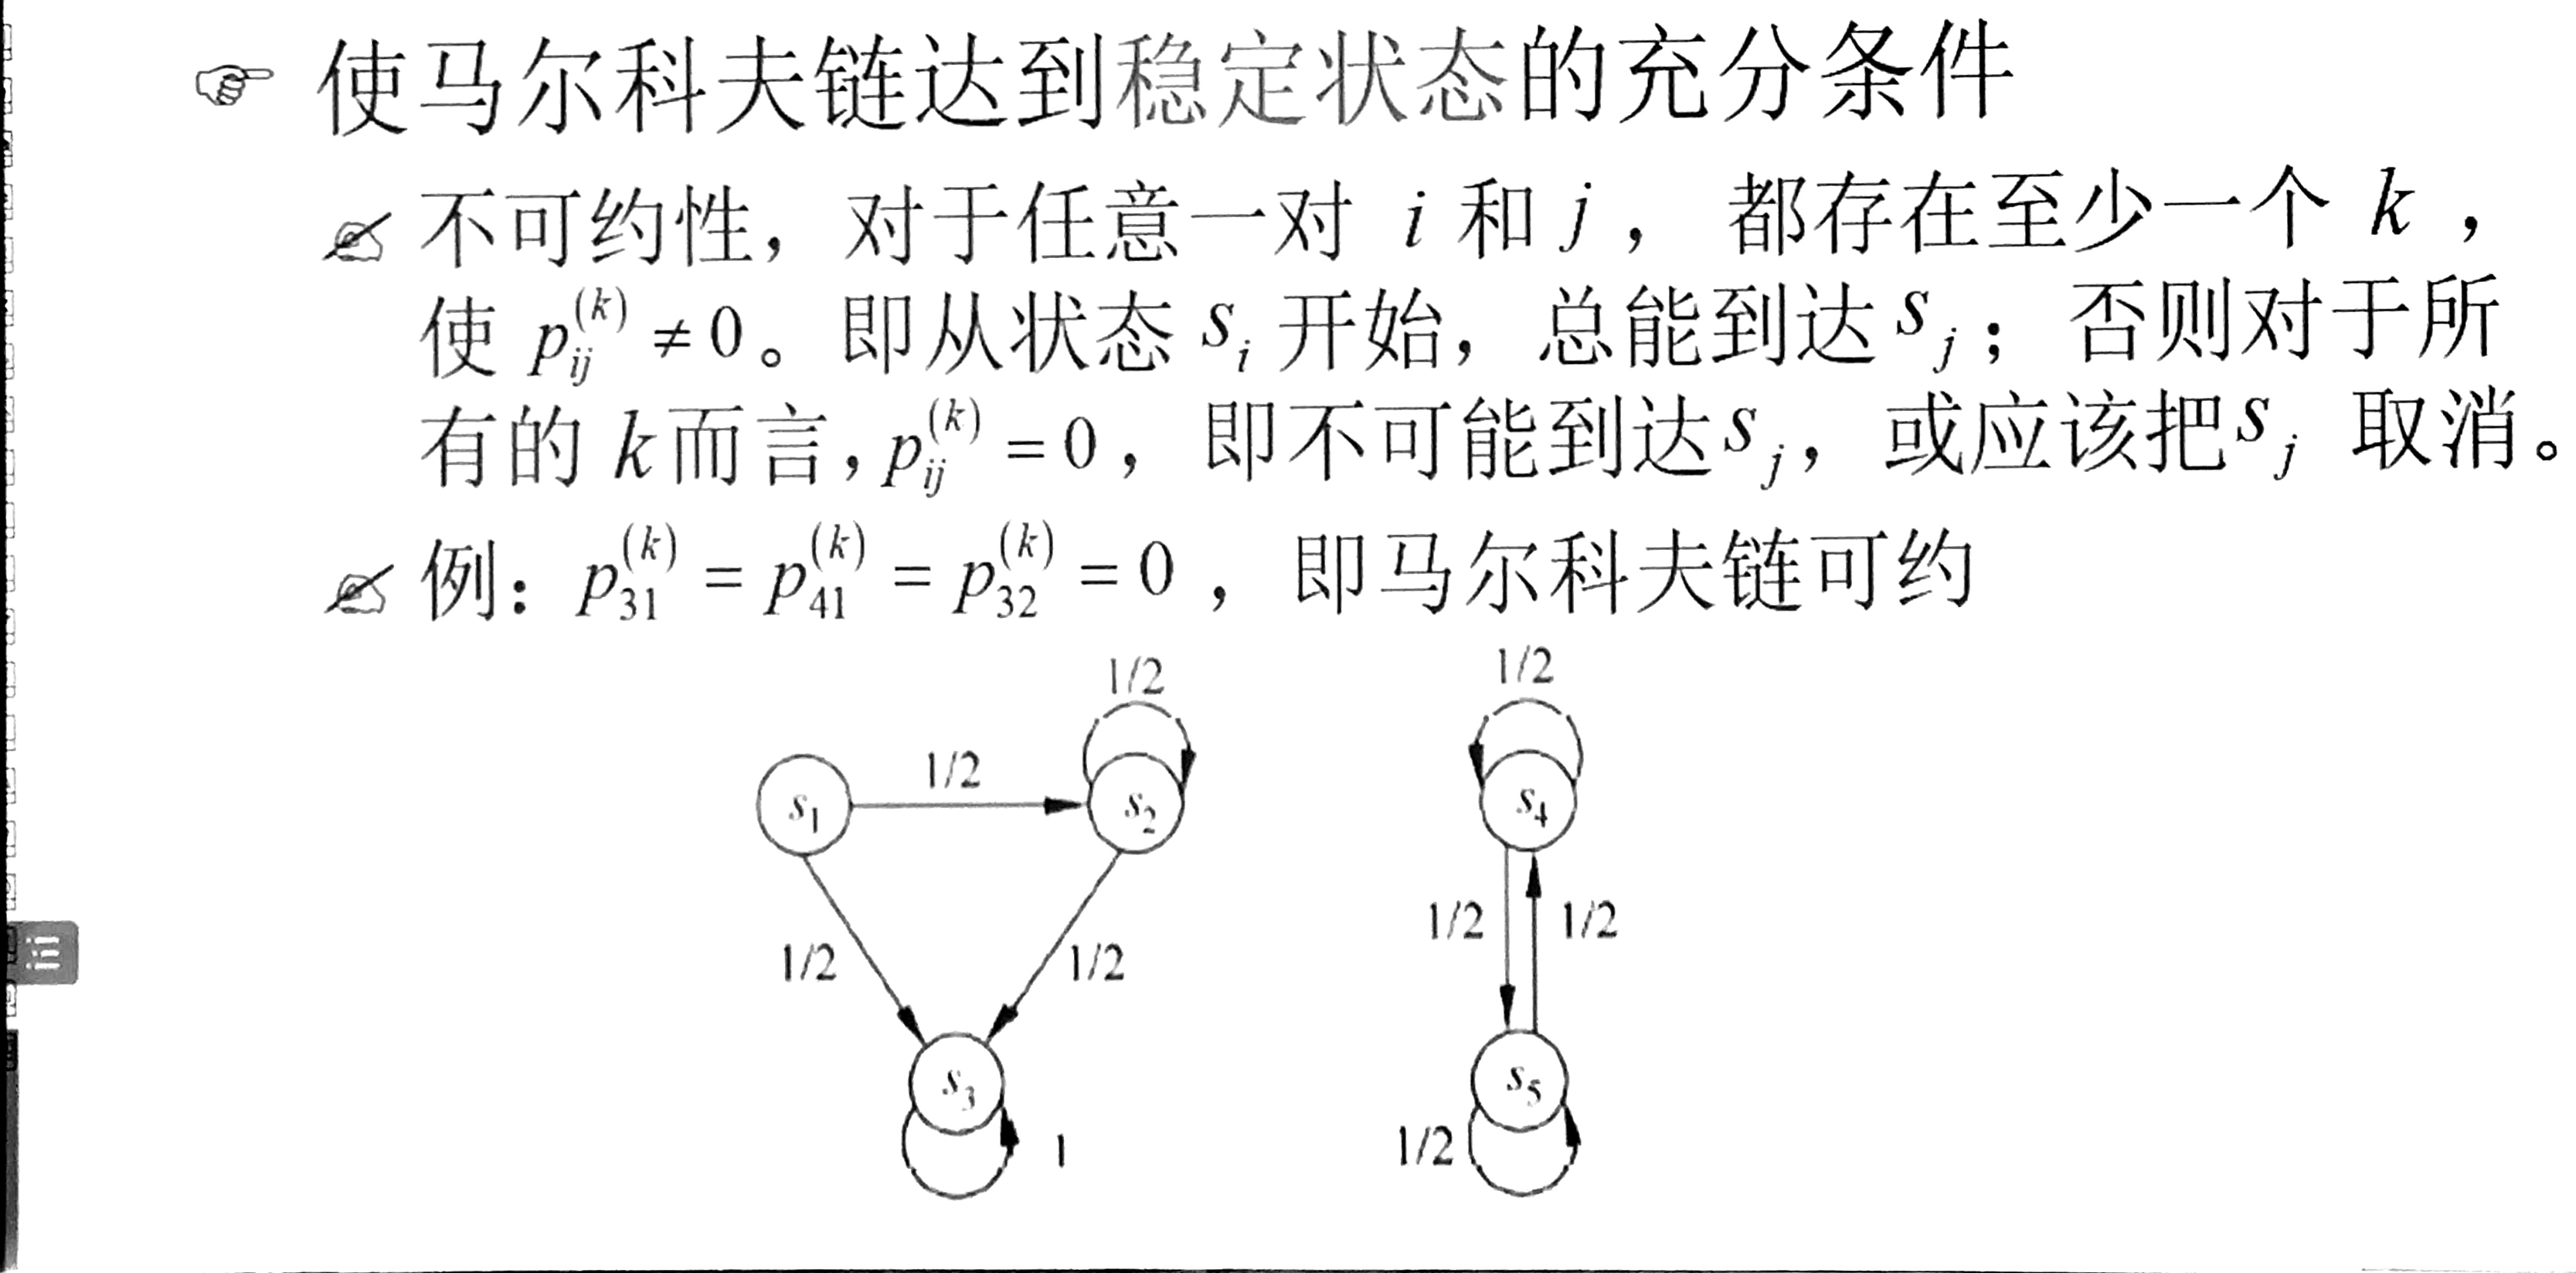 使马尔科夫链达到稳定状态的充分条件
不可约性，对于任意一对 i 和 j ，都存在至少一个 k ，
使 p_{ij}^{(k)} ≠ 0。即从状态 s_i 开始，总能到达 s_j；否则对于所
有的 k 而言, p_{ij}^{(k)} = 0，即不可能到达 s_j，或应该把 s_j 取消。
例：p_{31}^{(k)} = p_{41}^{(k)} = p_{32}^{(k)} = 0 ，即马尔科夫链可约
1/2
1/2
s_1
1/2
s_2
s_4
1/2
1/2
1/2
1/2
s_3
s_5
1
1/2